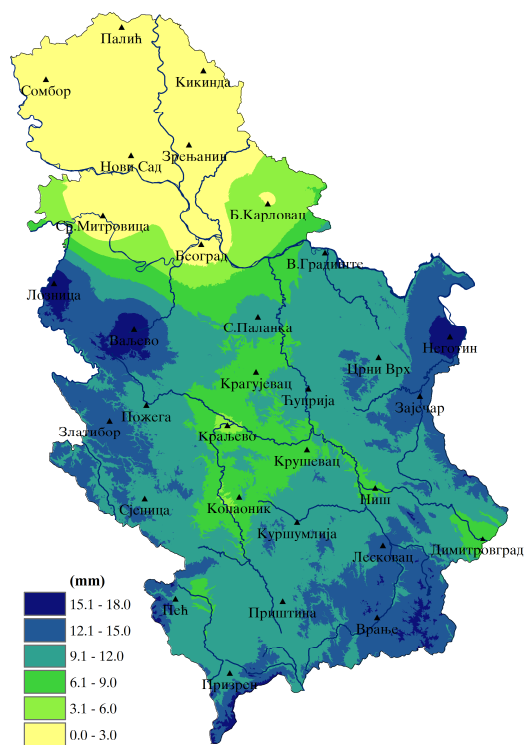 Палић
Сомбор
Кикинда
Зрењанин
Нови Сад
Ср.Митровица
Б.Карловац
Београд
В.Градиште
Лозница
С.Паланка
Ваљево
Неготин
Црни Врх
Крагујевац
Ћуприја
Зајечар
Пожега
Златибор
Краљево
Крушевац
Ниш
Копаоник
Сјеница
Куршумлија
Лесковац
Димитровград
(mm)
15.1 - 18.0
12.1 - 15.0
9.1 - 12.0
6.1 - 9.0
3.1 - 6.0
0.0 - 3.0
Пећ
Приштина
Врање
Призрен